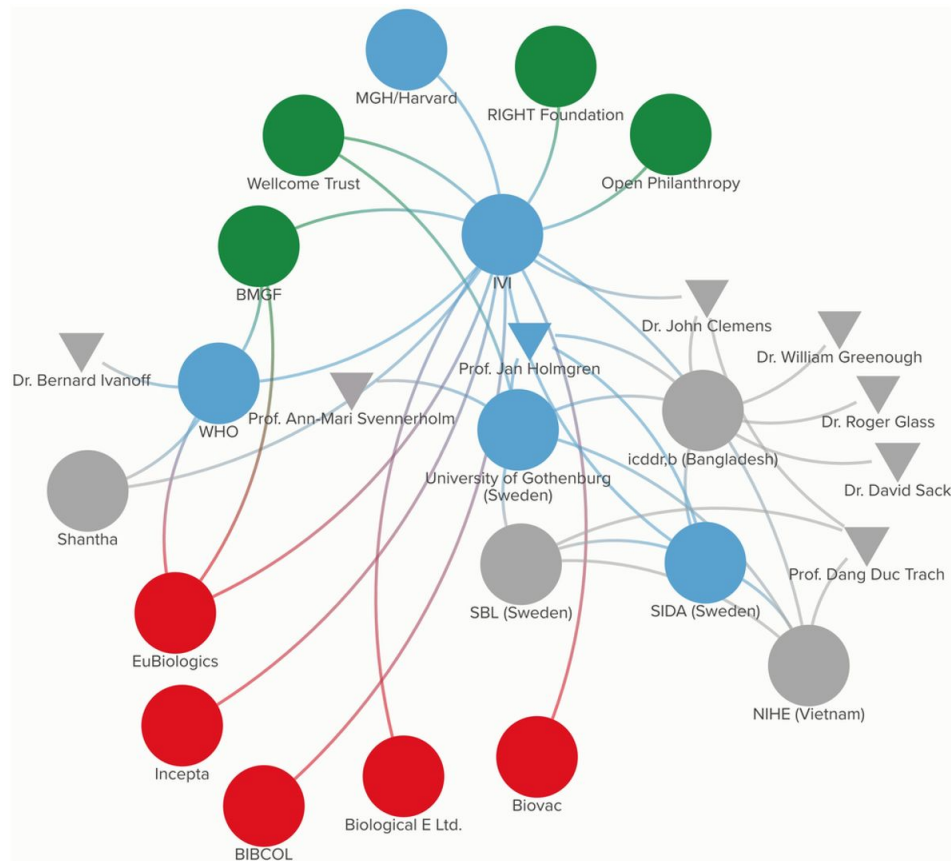 MGH/Harvard
RIGHT Foundation
Wellcome Trust
Open Philanthropy
IVI
BMGF
Dr. John Clemens
Dr. William Greenough
Prof. Jan Holmgren
Dr. Bernard Ivanoff
Prof. Ann-Mari Svennerholm
Dr. Roger Glass
WHO
icddr,b (Bangladesh)
University of Gothenburg
(Sweden)
Dr. David Sack
Shantha
Prof. Dang Duc Trach
SBL (Sweden)
SIDA (Sweden)
EuBiologics
NIHE (Vietnam)
Incepta
Biovac
Biological E Ltd.
BIBCOL